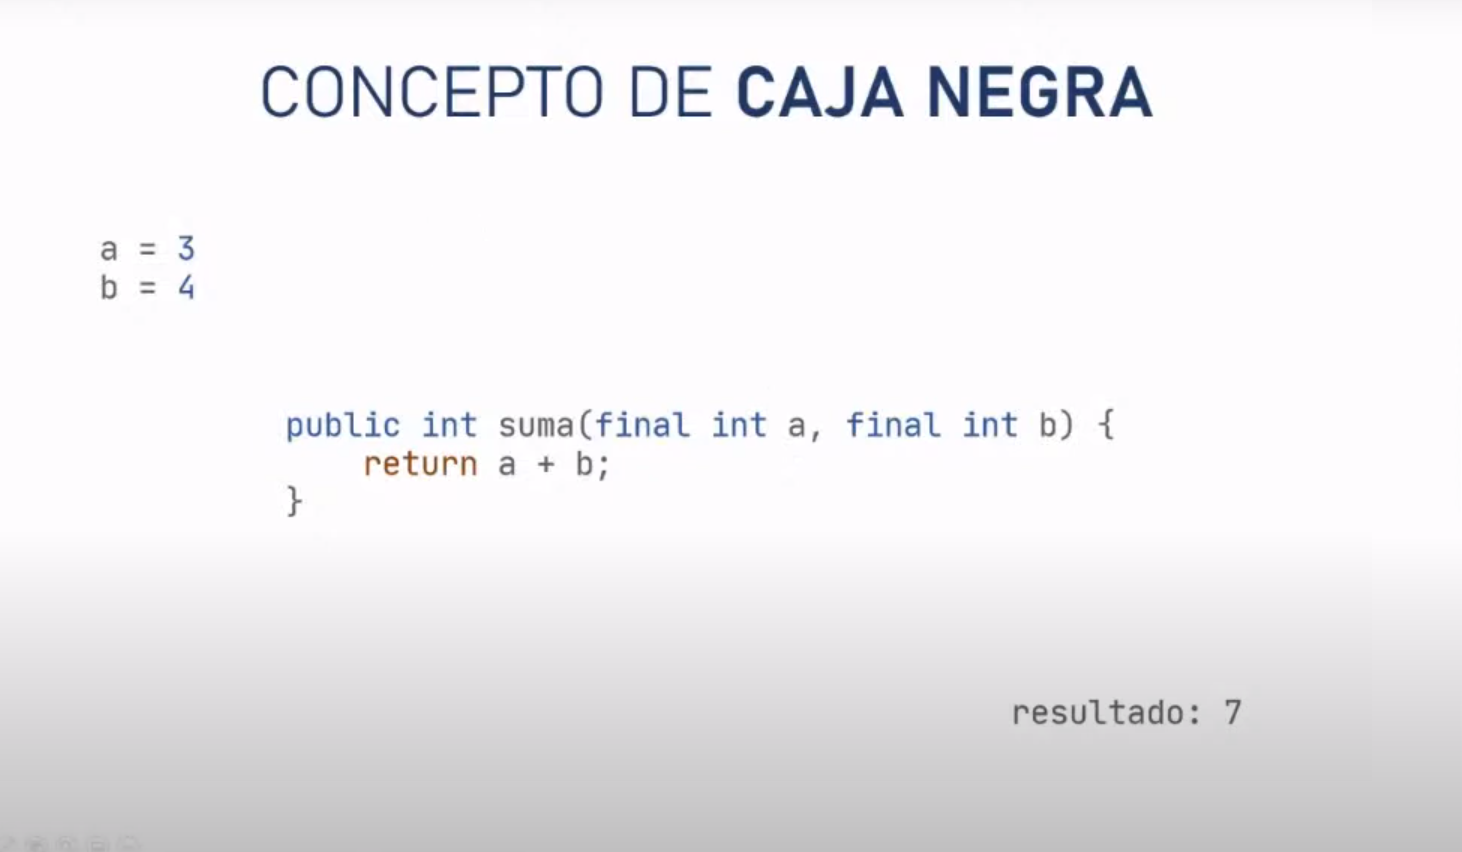 CONCEPTO DE CAJA NEGRA
a = 3
b = 4
public int suma(final int a, final int b) {
    return a + b;
}
resultado: 7